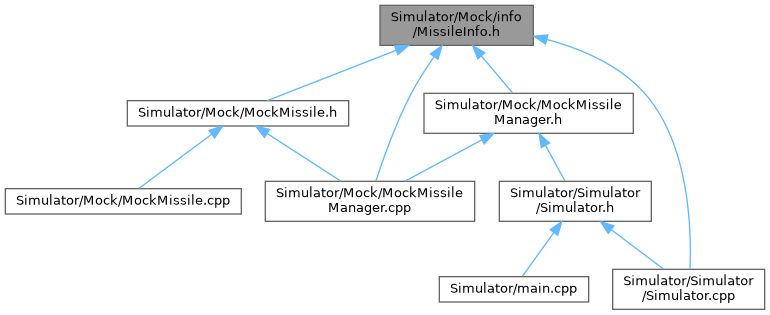 Simulator/Mock/info
/MissileInfo.h
Simulator/Mock/MockMissile.h
Simulator/Mock/MockMissile
Manager.h
Simulator/Mock/MockMissile.cpp
Simulator/Mock/MockMissile
Manager.cpp
Simulator/Simulator
/Simulator.h
Simulator/main.cpp
Simulator/Simulator
/Simulator.cpp